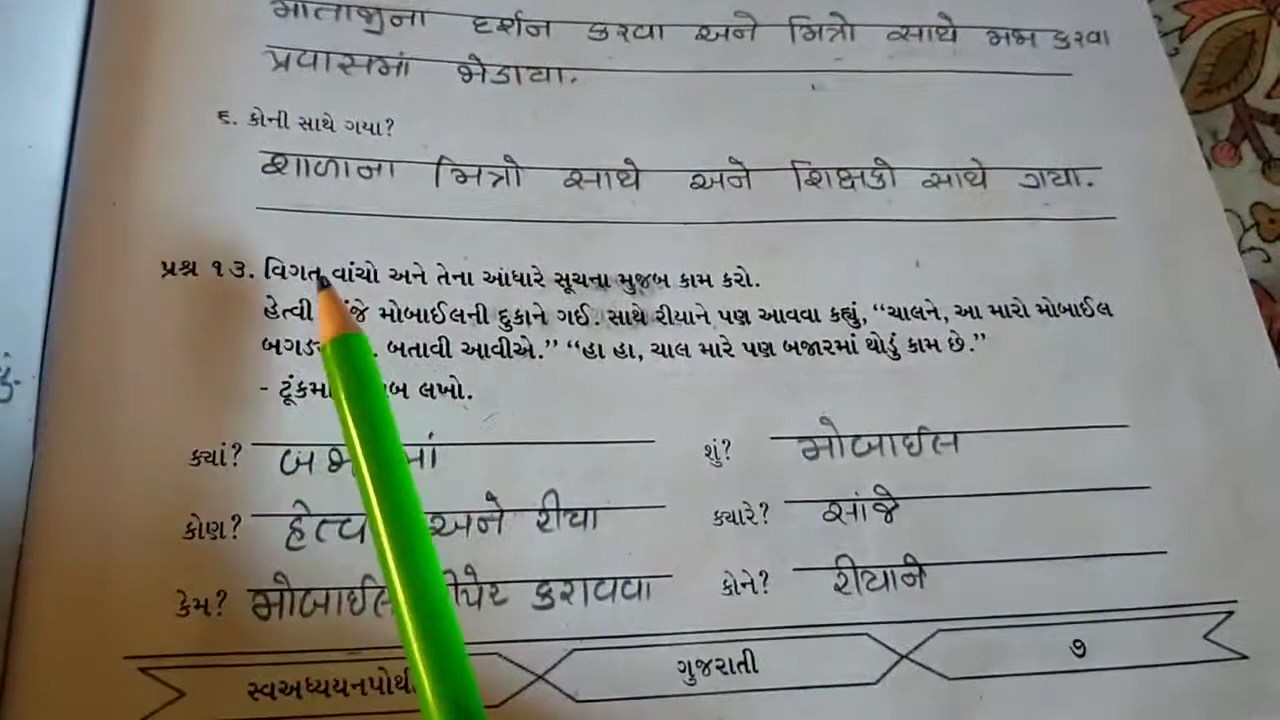 માતાજીના દર્શન કરવા અને મિત્રો સાથે મજા કરવા
પ્રવાસમાં જોડાયા.
૬. કોની સાથે ગયા?
શાળાના મિત્રો સાથે અને શિક્ષકો સાથે ગયા.
પ્રશ્ન ૧૩. વિગત વાંચો અને તેના આધારે સૂચના મુજબ કામ કરો.
હેત્વી મોબાઈલની દુકાને ગઈ. સાથે રીયાને પણ આવવા કહ્યું, “ચાલને, આ મારો મોબાઈલ
બતાવી આવીએ.” “હા હા, ચાલ મારે પણ બજારમાં થોડું કામ છે.”
- લખો.
ક્યાં? શું? મોબાઈલ
કોણ? અને રીયા ક્યારે? સાંજે
કેમ? મોબાઈલ કરાવવા કોને? રીયાને
સ્વઅધ્યયનપોથી ગુજરાતી ૭